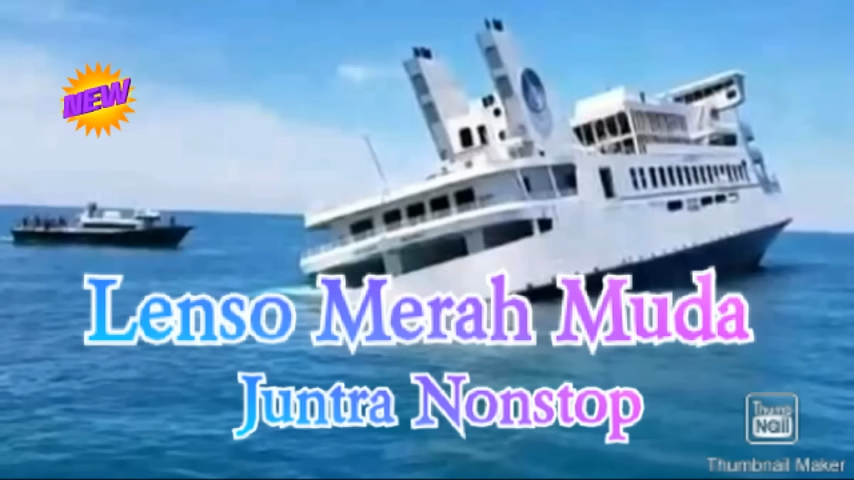 NEW
Lenso Merah Muda
Juntra Nonstop
Thumb
Nail
Thumbnail Maker